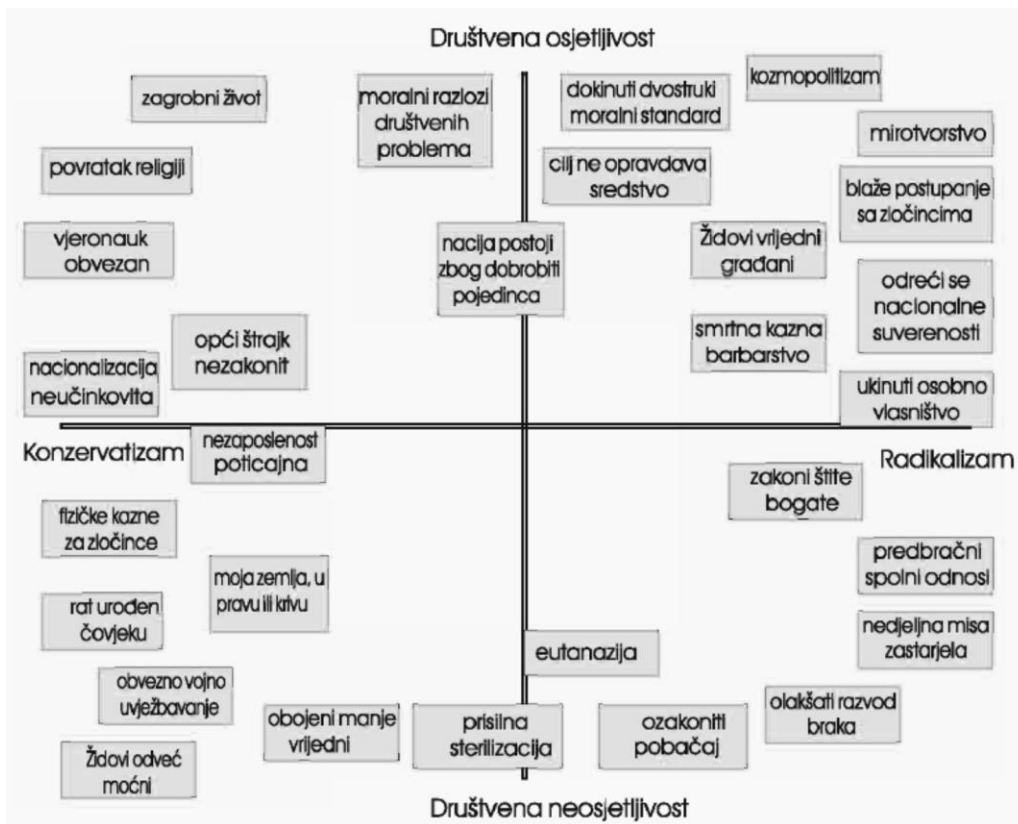 Društvena osjetljivost
zagrobni život
moralni razlozi
društvenih
problema
dokinuti dvostruki
moralni standard
kozmopolitizam
mirotvorstvo
povratak religiji
cilj ne opravdava
sredstvo
blaže postupanje
sa zločincima
vjeronauk
obvezan
nacija postoji
zbog dobrobiti
pojedinca
Židovi vrijedni
građani
odreći se
nacionalne
suverenosti
opći štrajk
nezakonit
smrtna kazna
barbarstvo
nacionalizacija
neučinkovita
ukinuti osobno
vlasništvo
Konzervatizam
nezaposlenost
poticajna
Radikalizam
zakoni štite
bogate
fizičke kazne
za zločince
predbračni
spolni odnosi
moja zemlja, u
pravu ili krivu
rat urođen
čovjeku
nedjeljna misa
zastarjela
eutanazija
obvezno vojno
uvježbavanje
obojeni manje
vrijedni
prisilna
sterilizacija
ozakoniti
pobačaj
olakšati razvod
braka
Židovi odveć
moćni
Društvena neosjetljivost